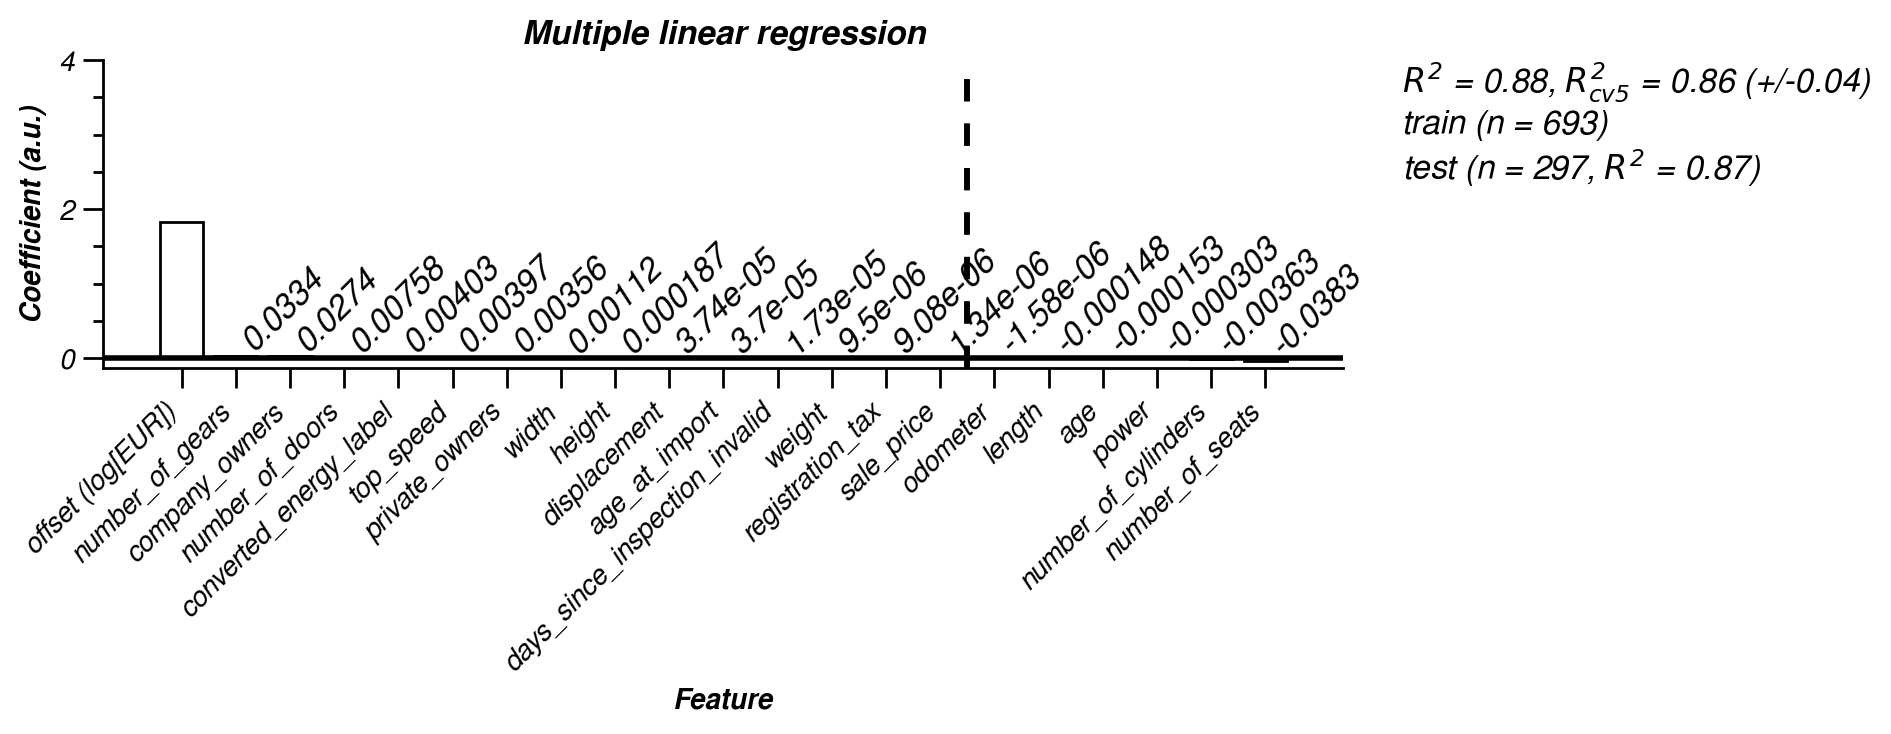 Multiple linear regression
R² = 0.88, R²cv5 = 0.86 (+/-0.04)
train (n = 693)
test (n = 297, R² = 0.87)
Coefficient (a.u.)
4
2
0
0.0334
0.0274
0.00758
0.00403
0.00397
0.00356
0.00112
0.000187
3.74e-05
3.7e-05
1.73e-05
9.5e-06
9.08e-06
1.34e-06
-1.58e-06
-0.000148
-0.000153
-0.000303
-0.00363
-0.0383
offset (log[EUR])
number_of_gears
company_owners
number_of_doors
converted_energy_label
top_speed
private_owners
width
height
displacement
age_at_import
days_since_inspection_invalid
weight
registration_tax
sale_price
odometer
length
age
power
number_of_cylinders
number_of_seats
Feature